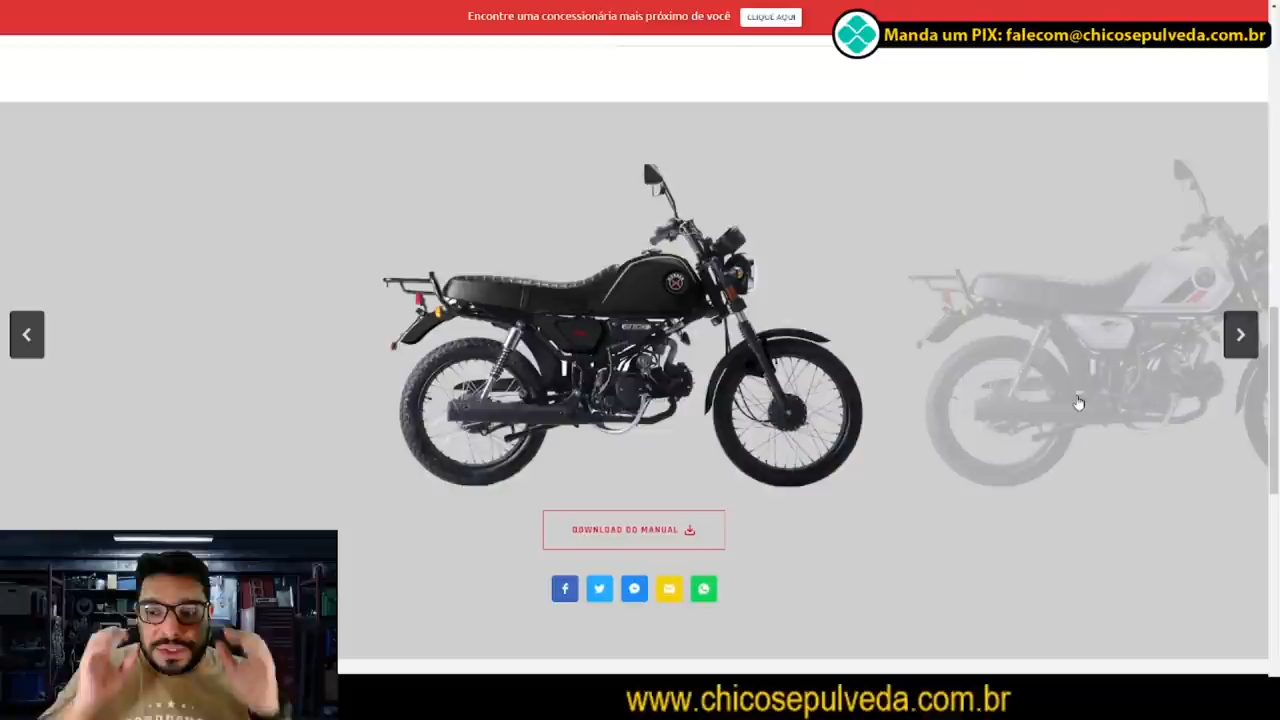 Encontre uma concessionária mais próximo de você
CLIQUE AQUI
Manda um PIX: falecom@chicosepulveda.com.br
DOWNLOAD DO MANUAL
www.chicosepulveda.com.br